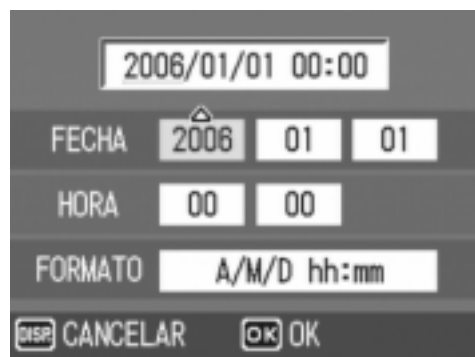 2006/01/01 00:00
FECHA 2006 01 01
HORA 00 00
FORMATO A/M/D hh:mm
DISP. CANCELAR OK OK